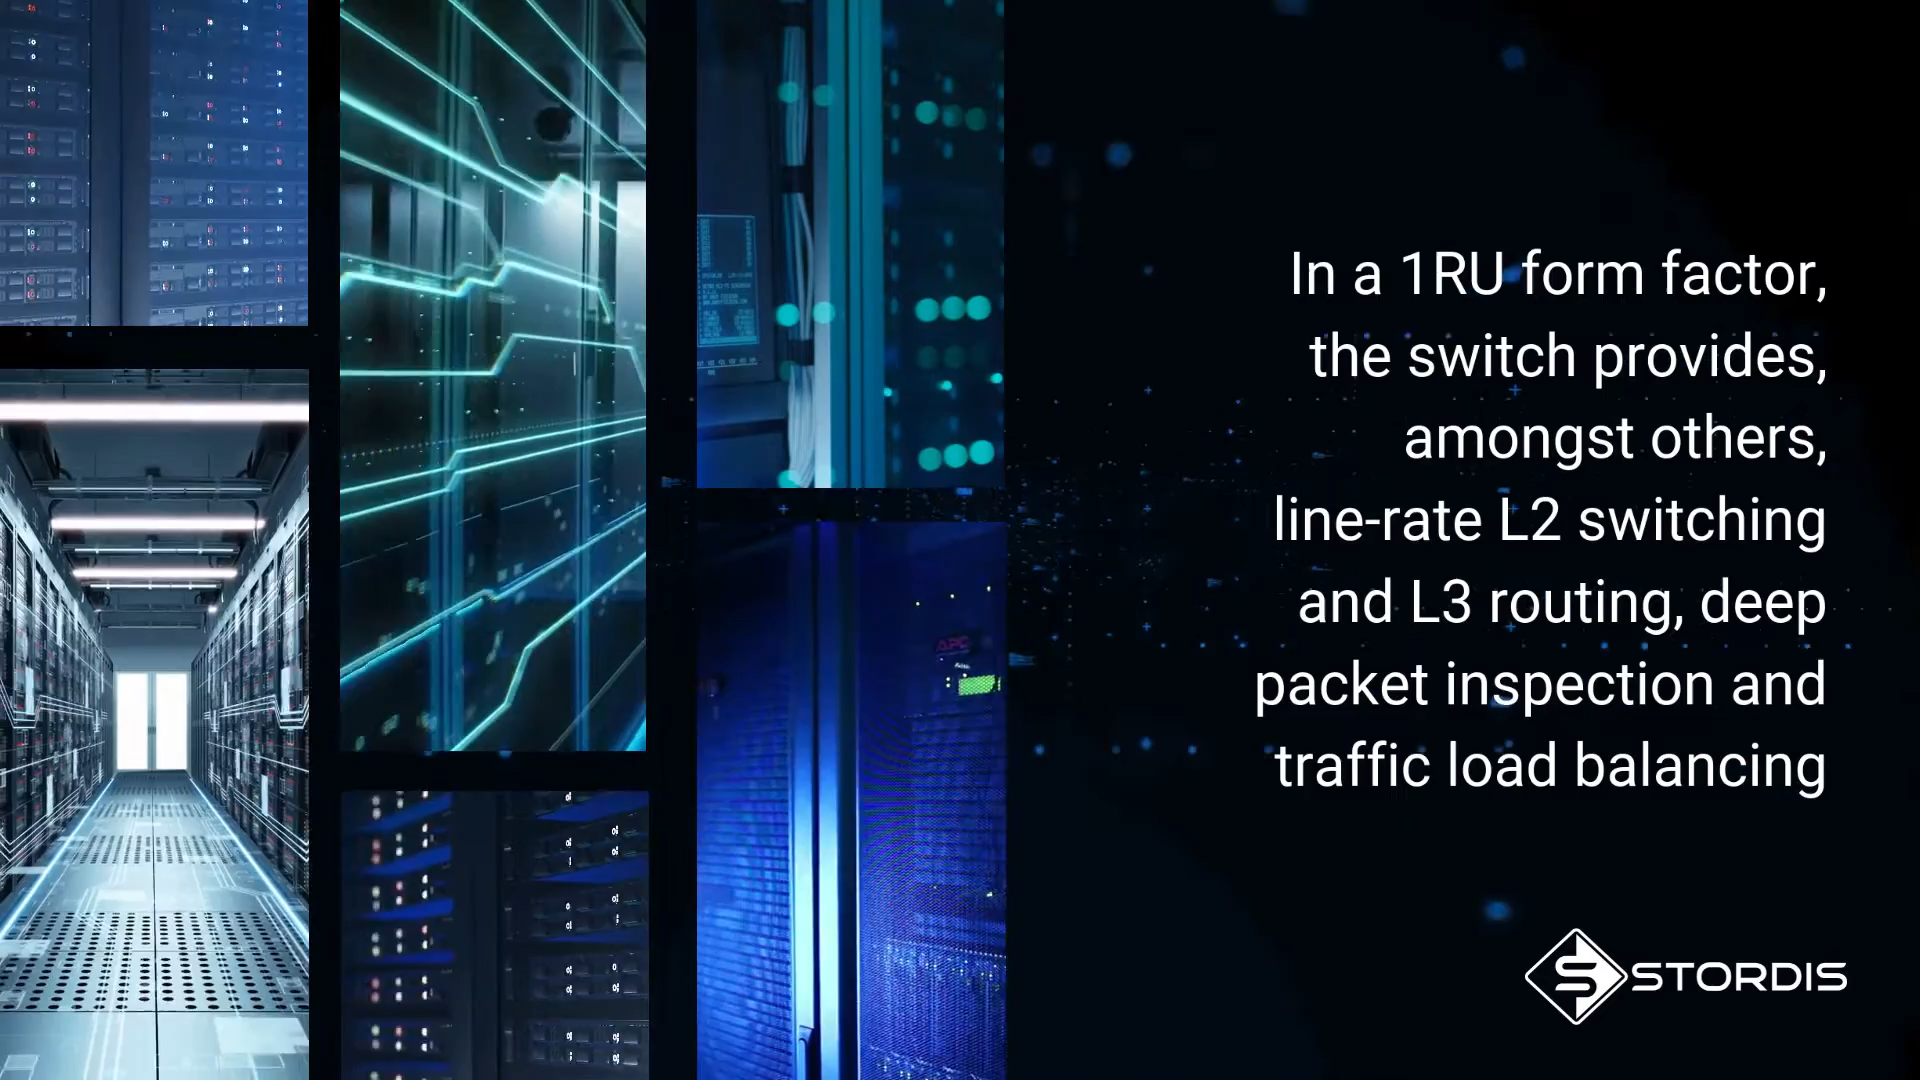 In a 1RU form factor,
the switch provides,
amongst others,
line-rate L2 switching
and L3 routing, deep
packet inspection and
traffic load balancing
APC
STORDIS